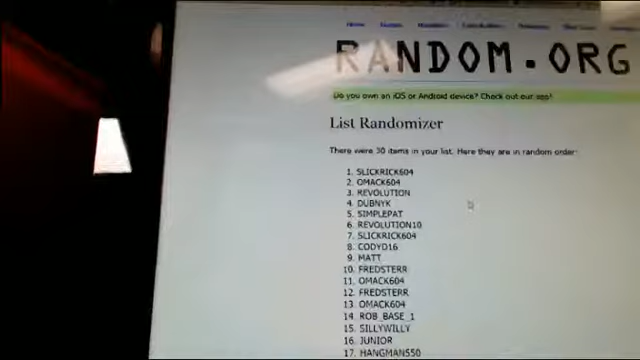 RANDOM.ORG
Do you own an iOS or Android device? Check out our app!
List Randomizer
There were 30 items in your list. Here they are in random order:
1. SLICKRICK604
2. OMACK604
3. REVOLUTION
4. DUBNYK
5. SIMPLEPAT
6. REVOLUTION10
7. SLICKRICK604
8. CODYO16
9. MATT
10. FREDSTERR
11. OMACK604
12. FREDSTERR
13. OMACK604
14. ROB_BASE_1
15. SILLYWILLY
16. JUNIOR
17. HANGMAN550